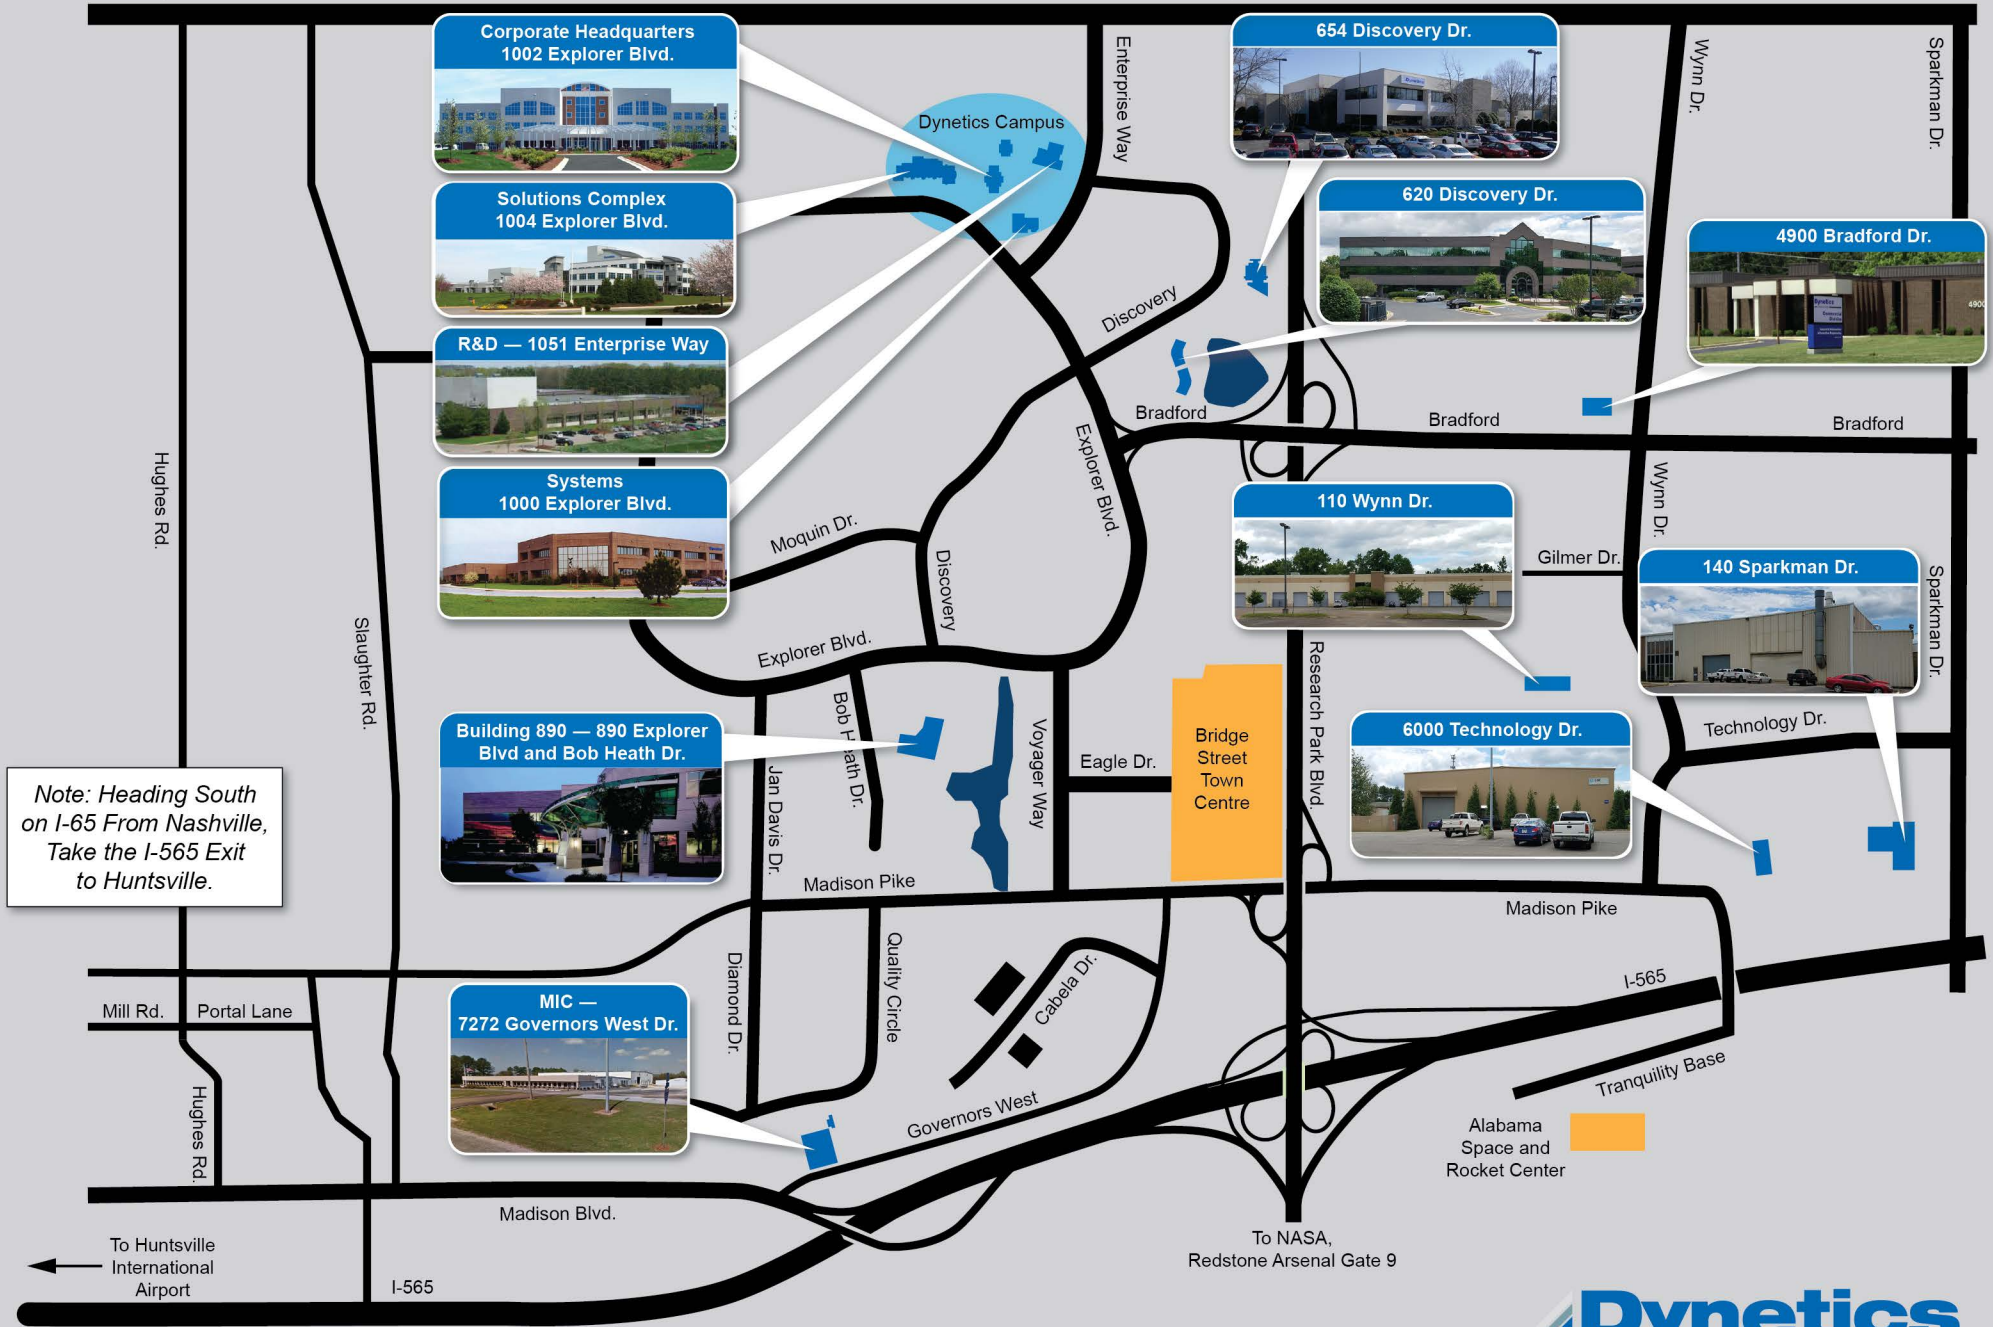 Corporate Headquarters
1002 Explorer Blvd.
Solutions Complex
1004 Explorer Blvd.
R&D — 1051 Enterprise Way
Systems
1000 Explorer Blvd.
Dynetics Campus
Enterprise Way
654 Discovery Dr.
Dynetics
620 Discovery Dr.
Wynn Dr.
Sparkman Dr.
4900 Bradford Dr.
Dynetics
4900
Discovery
Bradford
Bradford
Bradford
Explorer Blvd.
Hughes Rd.
Slaughter Rd.
Moquin Dr.
Discovery
Explorer Blvd.
110 Wynn Dr.
Wynn Dr.
Gilmer Dr.
140 Sparkman Dr.
Sparkman Dr.
Building 890 — 890 Explorer
Blvd and Bob Heath Dr.
Bob Heath Dr.
Jan Davis Dr.
Voyager Way
Eagle Dr.
Bridge
Street
Town
Centre
Research Park Blvd.
6000 Technology Dr.
Technology Dr.
Note: Heading South
on I-65 From Nashville,
Take the I-565 Exit
to Huntsville.
Madison Pike
Madison Pike
Mill Rd.
Portal Lane
Hughes Rd.
MIC —
7272 Governors West Dr.
Diamond Dr.
Quality Circle
Cabela Dr.
Governors West
I-565
Tranquility Base
Alabama
Space and
Rocket Center
Madison Blvd.
To Huntsville
International
Airport
I-565
To NASA,
Redstone Arsenal Gate 9
Dynetics